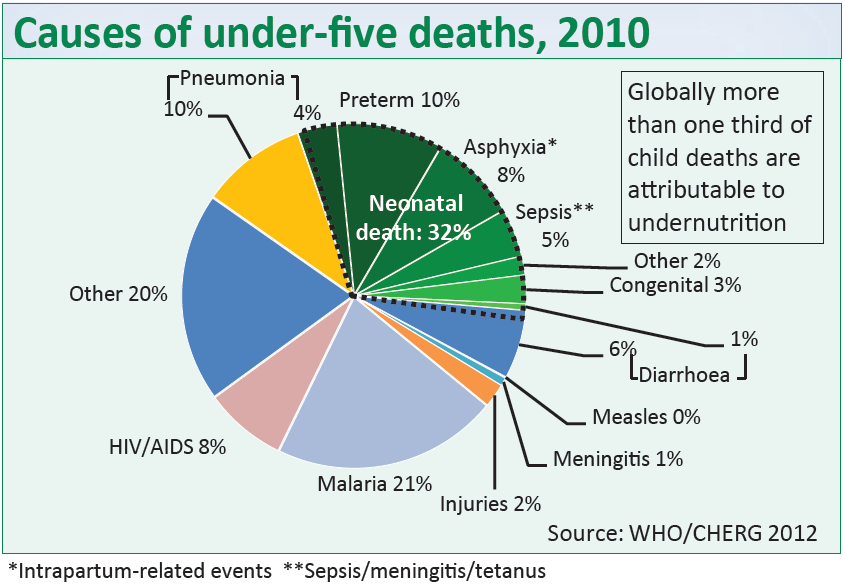 Causes of under-five deaths, 2010
Pneumonia
10%
4%
Preterm 10%
Asphyxia*
8%
Sepsis**
5%
Neonatal
death: 32%
Other 2%
Congenital 3%
1%
6%
Diarrhoea
Measles 0%
Meningitis 1%
Injuries 2%
Malaria 21%
HIV/AIDS 8%
Other 20%
Globally more
than one third of
child deaths are
attributable to
undernutrition
Source: WHO/CHERG 2012
*Intrapartum-related events **Sepsis/meningitis/tetanus